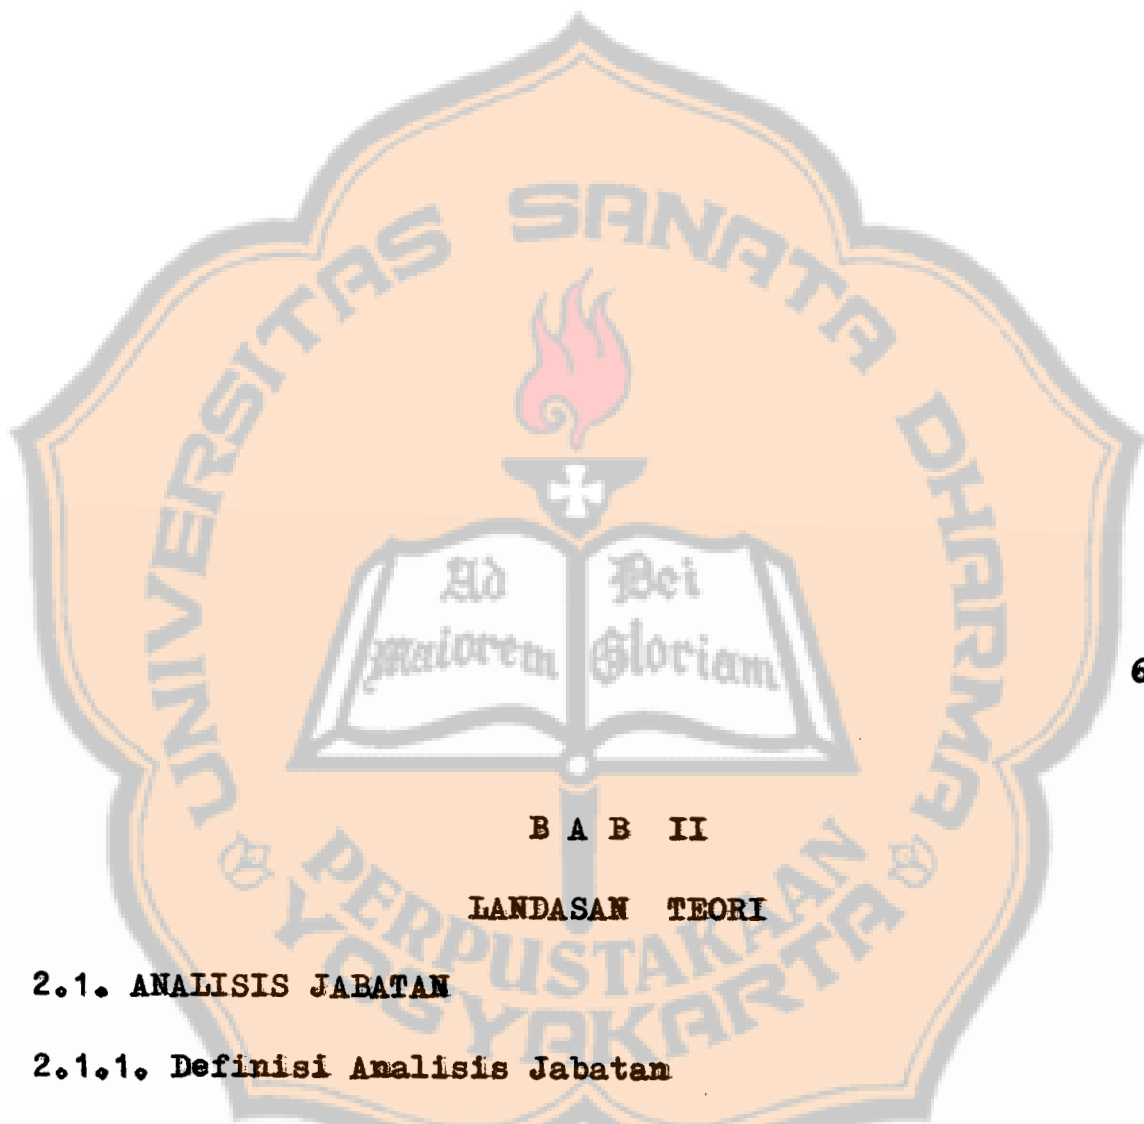 UNIVERSITAS SANATA DHARMA
Ad Dei
Maiorem Gloriam
6
B A B II
LANDASAN TEORI
PERPUSTAKAAN
YOGYAKARTA
2.1. ANALISIS JABATAN
2.1.1. Definisi Analisis Jabatan